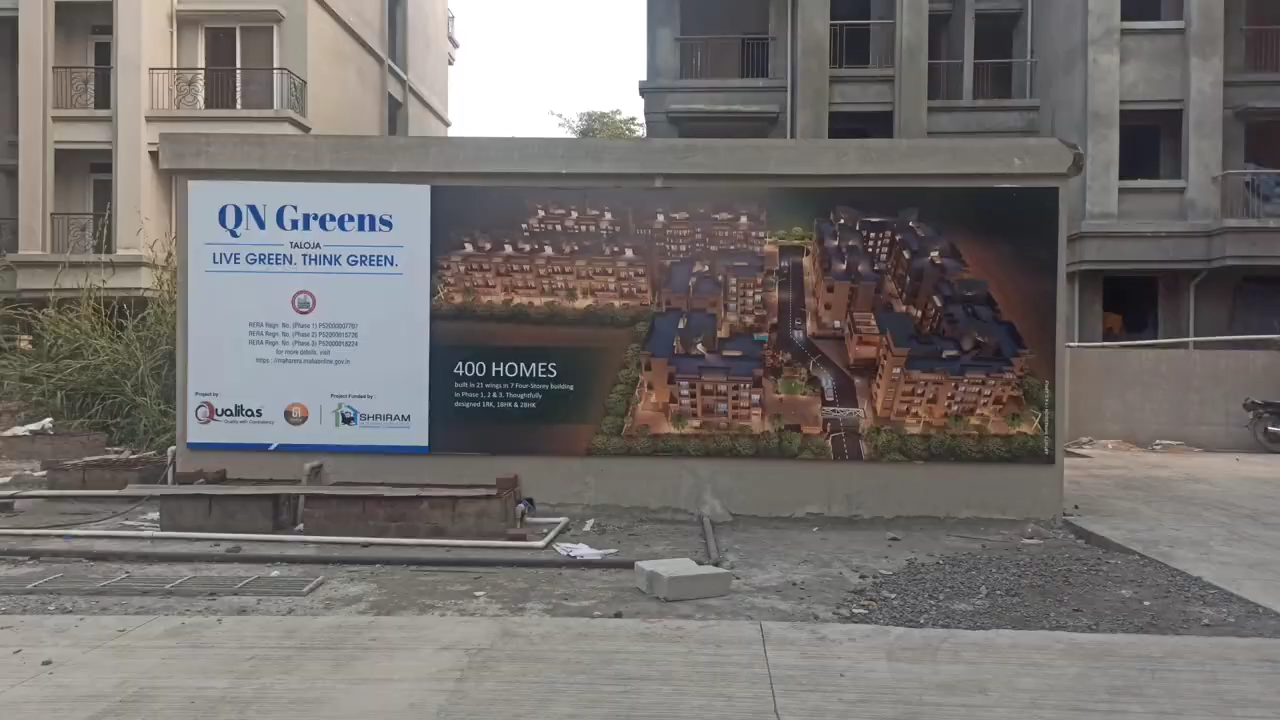 QN Greens
TALOJA
LIVE GREEN. THINK GREEN.
RERA Regn. No. (Phase 1) P52000007767
RERA Regn. No. (Phase 2) P52000015726
RERA Regn. No. (Phase 3) P52000018224
for more details, visit
https://maharera.mahaonline.gov.in
Project by:
Qualitas
Quality with Consistency
Project Funded by:
SHRIRAM
400 HOMES
built in 21 wings in 7 Four-Storey building
in Phase 1, 2 & 3. Thoughtfully
designed 1RK, 1BHK & 2BHK